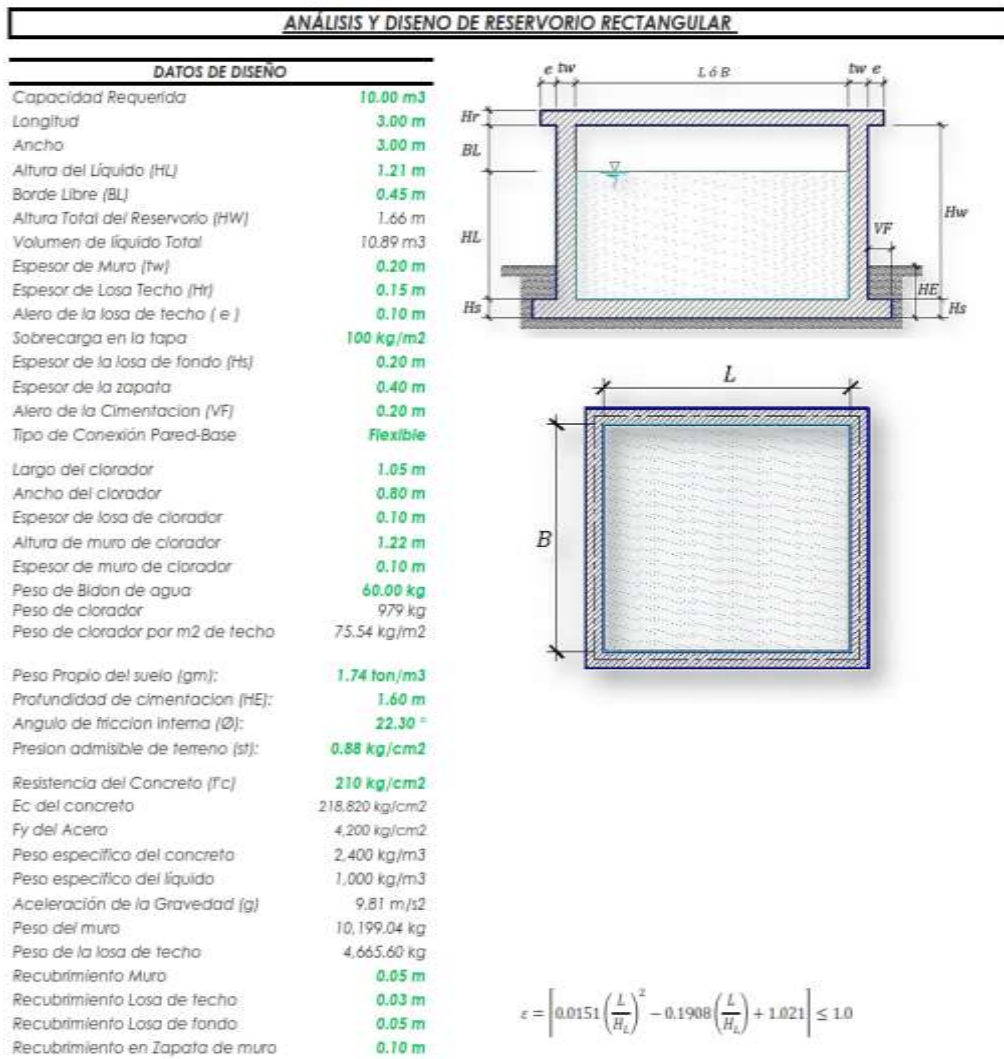 ANÁLISIS Y DISENO DE RESERVORIO RECTANGULAR
DATOS DE DISEÑO
Capacidad Requerida 10.00 m3
Longitud 3.00 m
Ancho 3.00 m
Altura del Líquido (HL) 1.21 m
Borde Libre (BL) 0.45 m
Altura Total del Reservorio (HW) 1.66 m
Volumen de líquido Total 10.89 m3
Espesor de Muro (tw) 0.20 m
Espesor de Losa Techo (Hr) 0.15 m
Alero de la losa de techo ( e ) 0.10 m
Sobrecarga en la tapa 100 kg/m2
Espesor de la losa de fondo (Hs) 0.20 m
Espesor de la zapata 0.40 m
Alero de la Cimentacion (VF) 0.20 m
Tipo de Conexión Pared-Base Flexible
Largo del clorador 1.05 m
Ancho del clorador 0.80 m
Espesor de losa de clorador 0.10 m
Altura de muro de clorador 1.22 m
Espesor de muro de clorador 0.10 m
Peso de Bidon de agua 60.00 kg
Peso de clorador 979 kg
Peso de clorador por m2 de techo 75.54 kg/m2
Peso Propio del suelo (gm): 1.74 ton/m3
Profundidad de cimentacion (HE): 1.60 m
Angulo de friccion interna (Ø): 22.30 °
Presion admisible de terreno (st): 0.88 kg/cm2
Resistencia del Concreto (f'c) 210 kg/cm2
Ec del concreto 218,820 kg/cm2
Fy del Acero 4,200 kg/cm2
Peso especifico del concreto 2,400 kg/m3
Peso especifico del líquido 1,000 kg/m3
Aceleración de la Gravedad (g) 9.81 m/s2
Peso del muro 10,199.04 kg
Peso de la losa de techo 4,665.60 kg
Recubrimiento Muro 0.05 m
Recubrimiento Losa de techo 0.03 m
Recubrimiento Losa de fondo 0.05 m
Recubrimiento en Zapata de muro 0.10 m
e tw L ó B tw e
Hr
BL
Hw
VF
HL
HE
Hs Hs
L
B
ε = [0.0151(L/H_L)² − 0.1908(L/H_L) + 1.021] ≤ 1.0